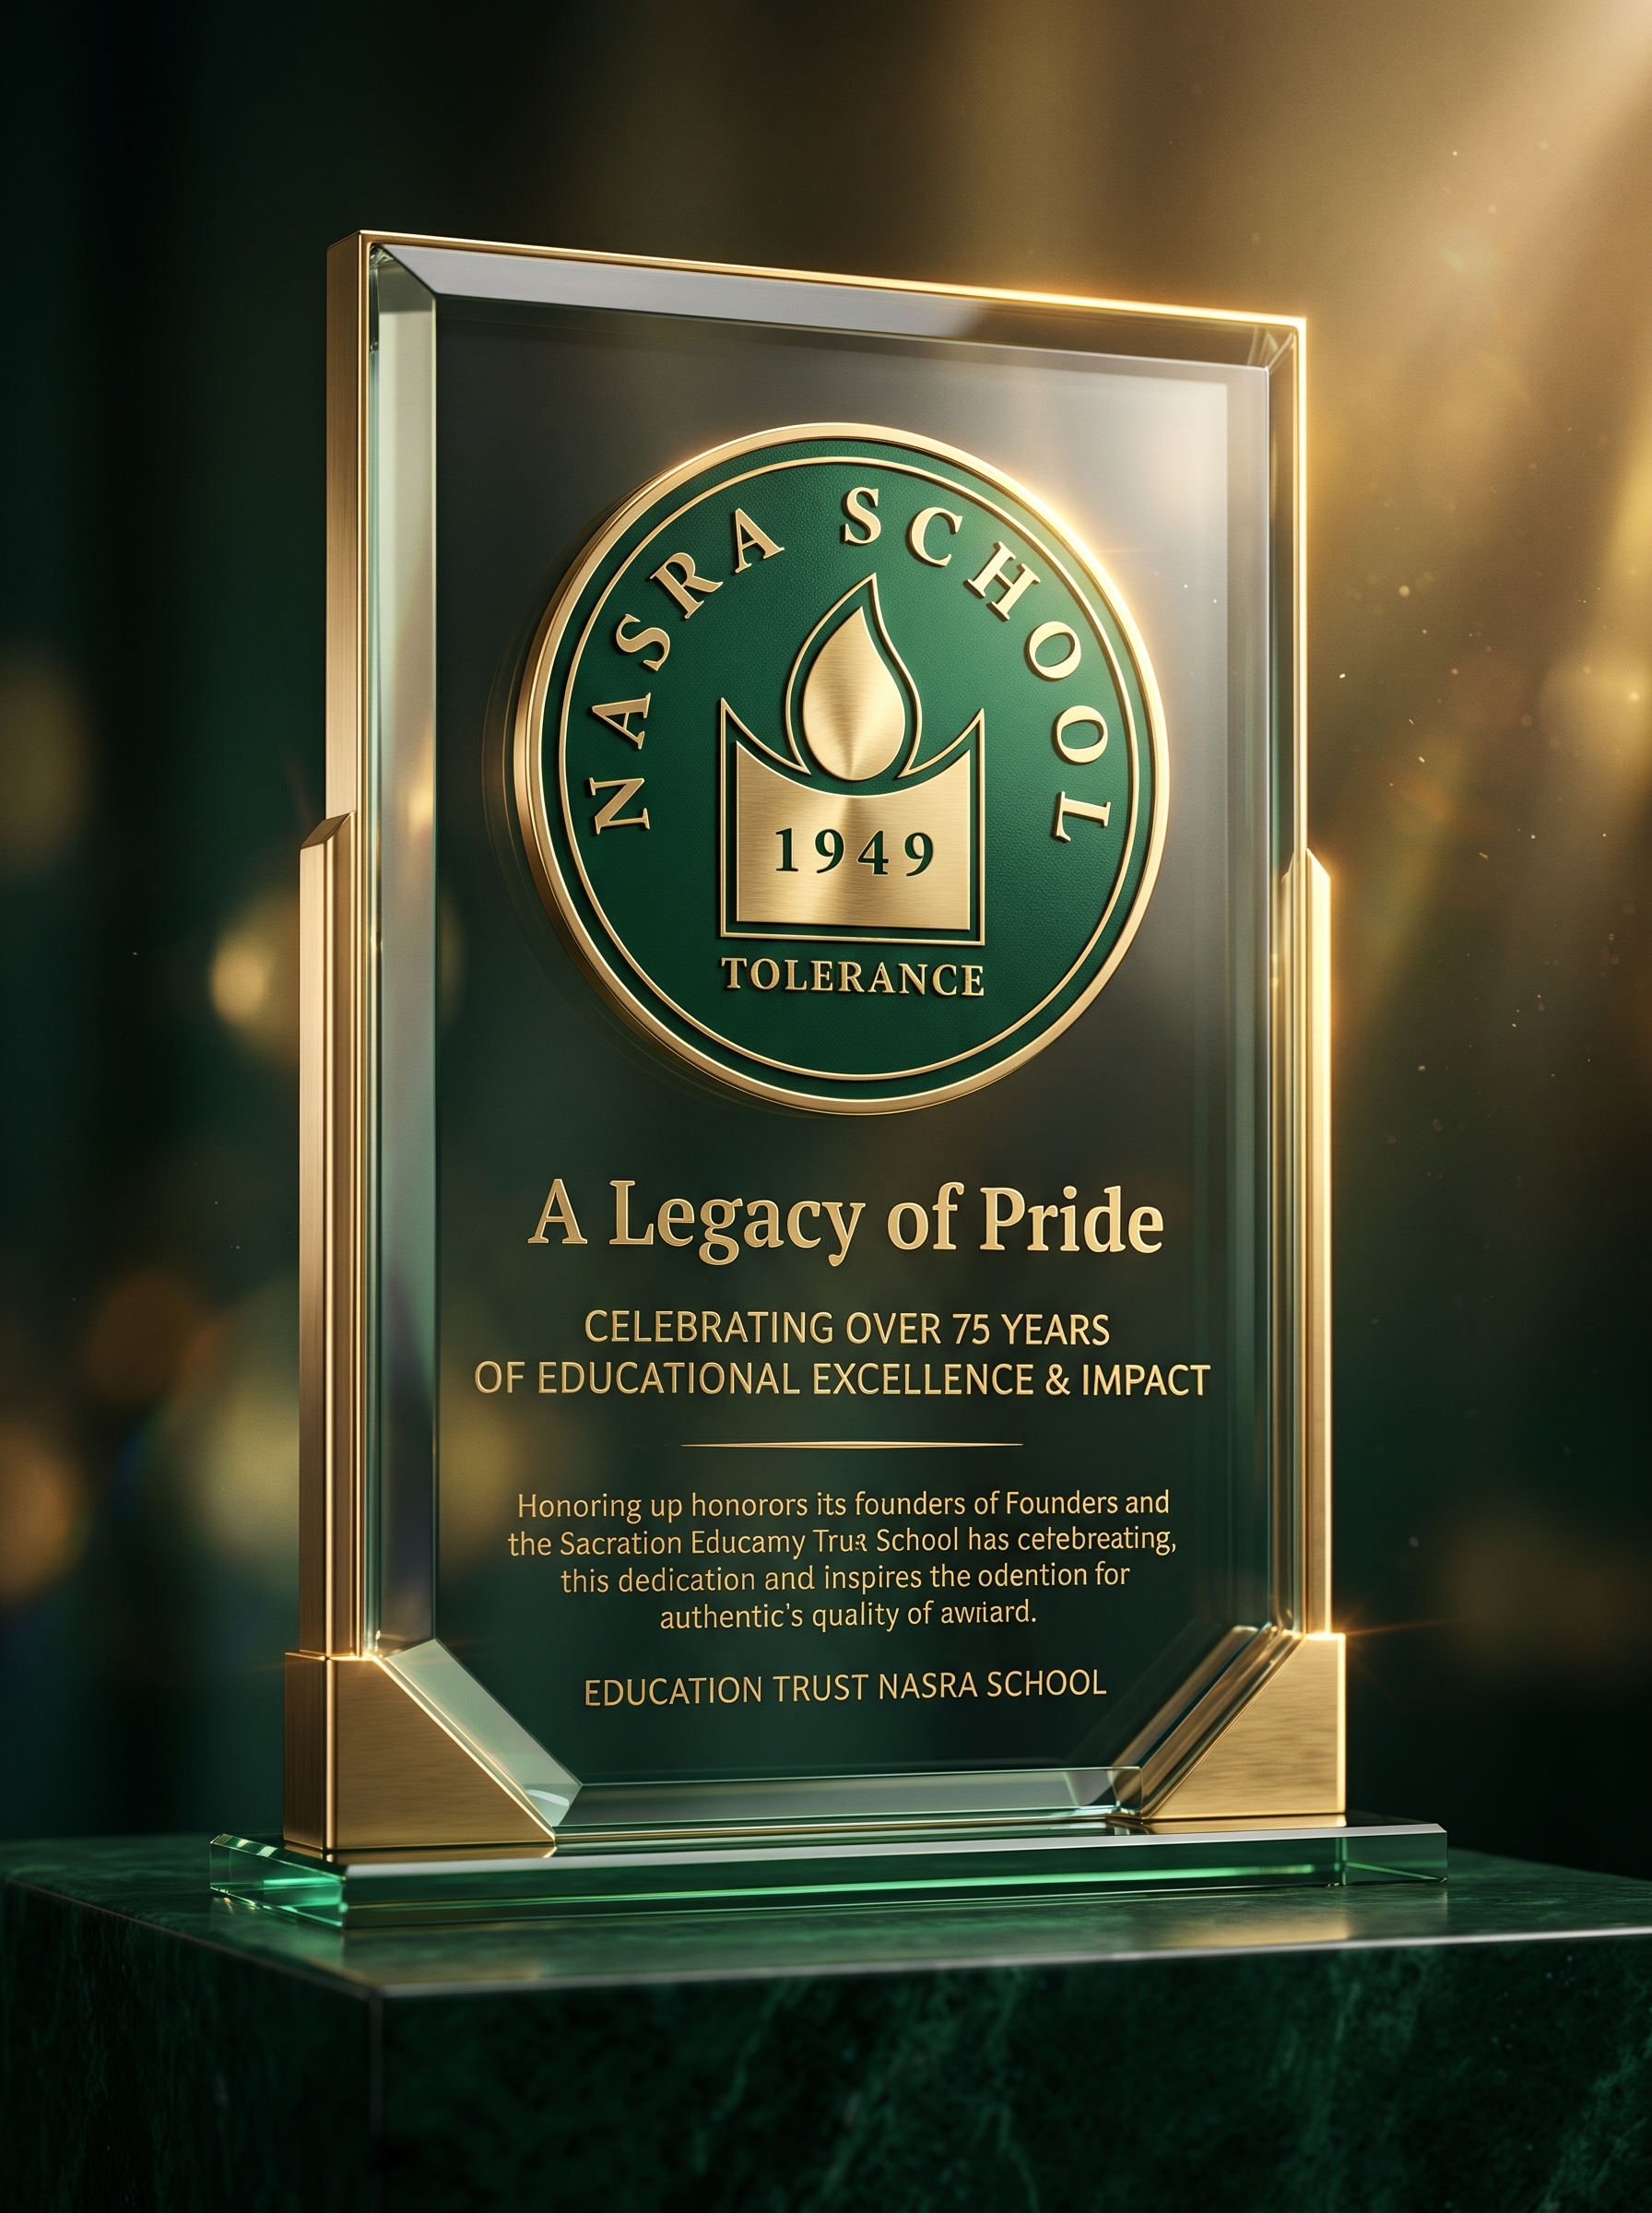 NASRA SCHOOL
1949
TOLERANCE
A Legacy of Pride
CELEBRATING OVER 75 YEARS
OF EDUCATIONAL EXCELLENCE & IMPACT
Honoring up honorors its founders of Founders and
the Sacration Educamy School has cefebreating,
this dedication and inspires the odention for
authentic's quality of
EDUCATION TRUST NASRA SCHOOL